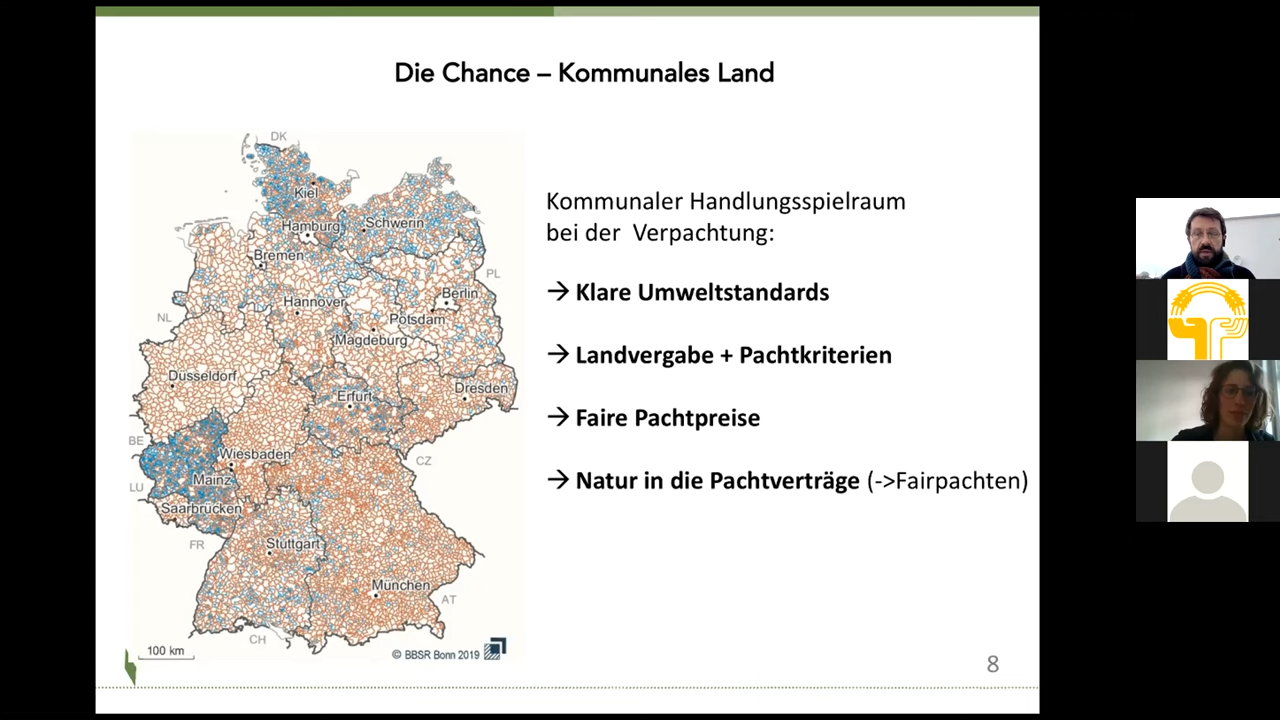 Die Chance – Kommunales Land
DK
Kiel
Hamburg
Schwerin
Bremen
PL
Berlin
Hannover
NL
Potsdam
Magdeburg
Düsseldorf
Dresden
Erfurt
BE
Wiesbaden
CZ
LU
Mainz
Saarbrücken
FR
Stuttgart
München
AT
CH
100 km
© BBSR Bonn 2019
Kommunaler Handlungsspielraum
bei der Verpachtung:
→ Klare Umweltstandards
→ Landvergabe + Pachtkriterien
→ Faire Pachtpreise
→ Natur in die Pachtverträge (->Fairpachten)
8